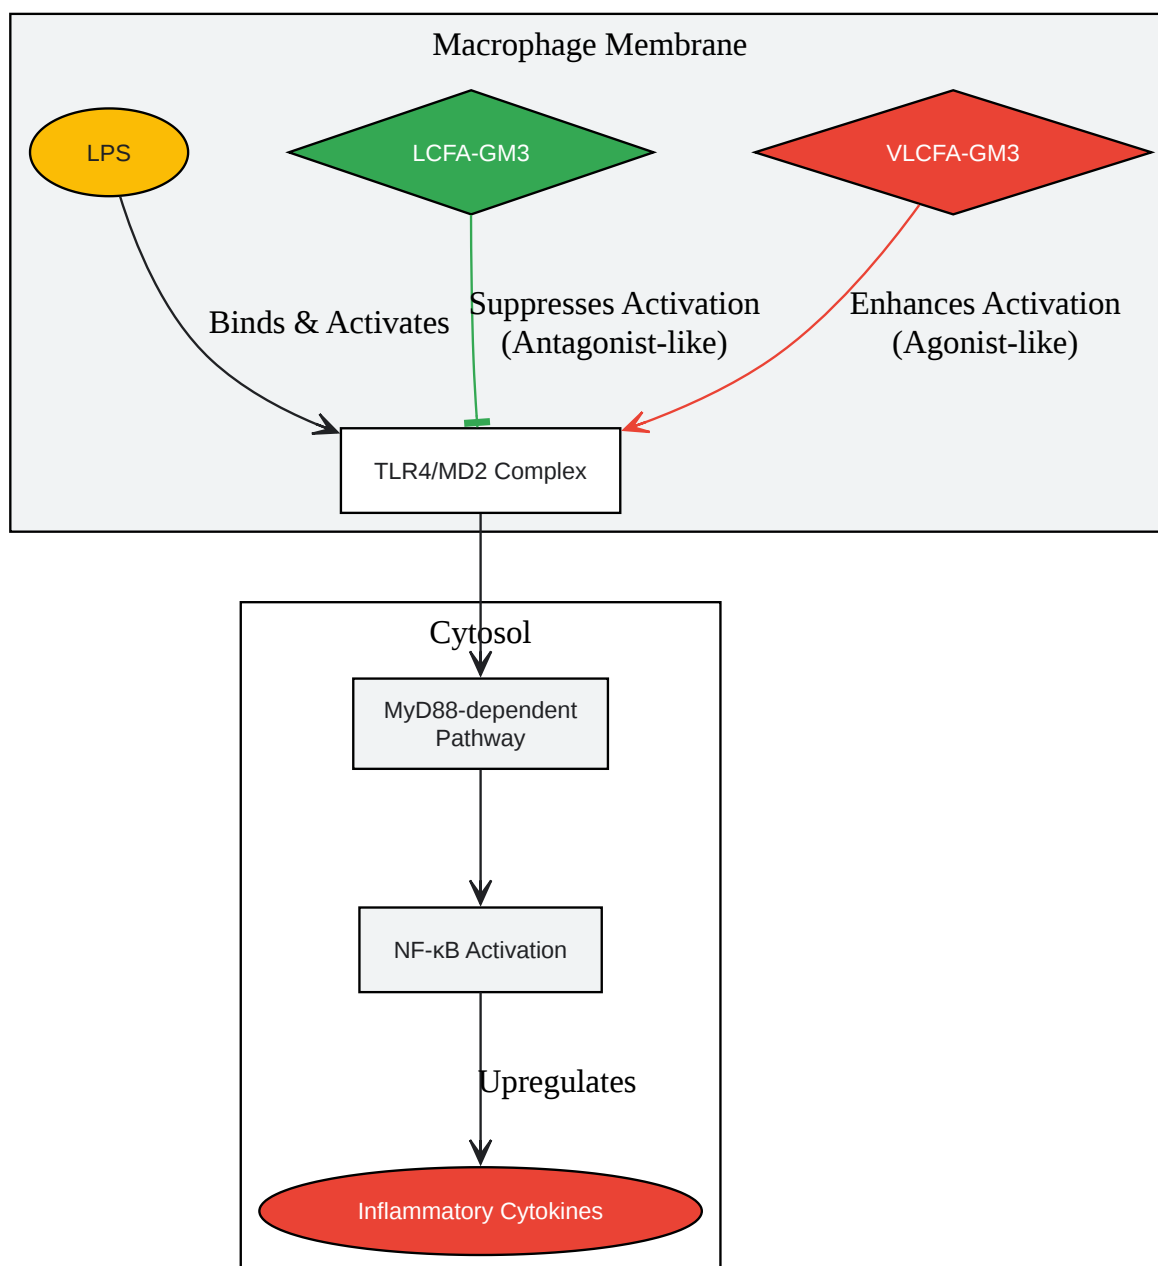 Macrophage Membrane
LPS
LCFA-GM3
VLCFA-GM3
Binds & Activates
Suppresses Activation
(Antagonist-like)
Enhances Activation
(Agonist-like)
TLR4/MD2 Complex
Cytosol
MyD88-dependent
Pathway
NF-κB Activation
Upregulates
Inflammatory Cytokines